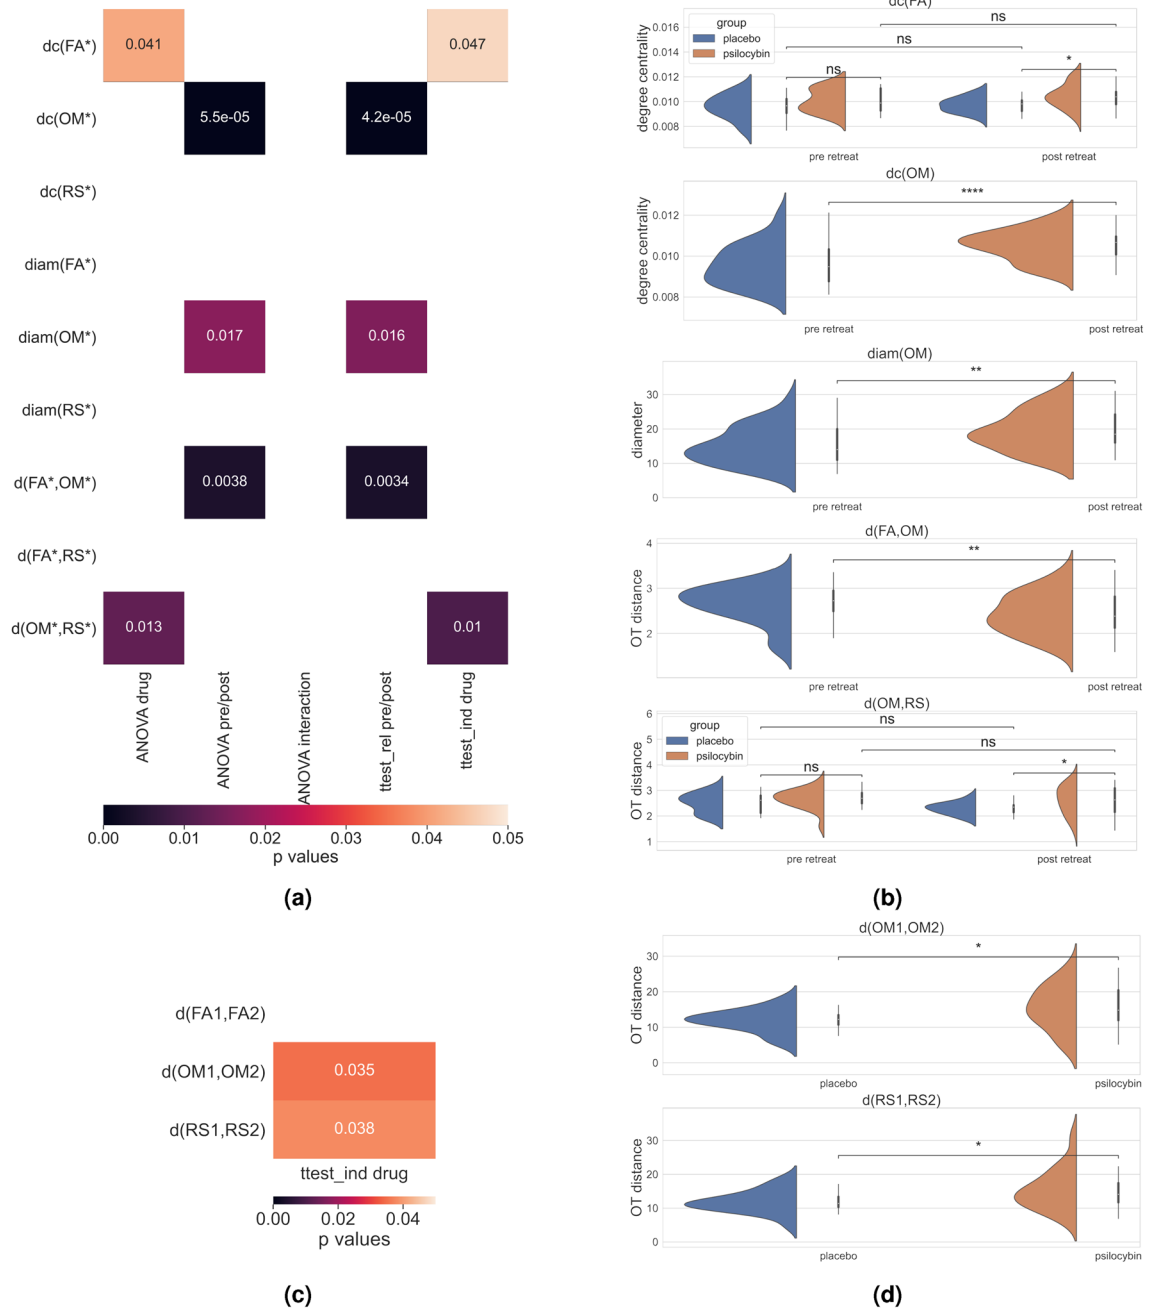 dc(FA*)
dc(OM*)
dc(RS*)
diam(FA*)
diam(OM*)
diam(RS*)
d(FA*,OM*)
d(FA*,RS*)
d(OM*,RS*)
0.041
0.047
5.5e-05
4.2e-05
0.017
0.016
0.0038
0.0034
0.013
0.01
ANOVA drug
ANOVA pre/post
ANOVA interaction
ttest_rel pre/post
ttest_ind drug
0.00 0.01 0.02 0.03 0.04 0.05
p values
(a)
dc(FA)
degree centrality
0.016
0.014
0.012
0.010
0.008
group
placebo
psilocybin
ns
ns
ns
*
pre retreat
post retreat
dc(OM)
degree centrality
0.012
0.010
0.008
****
pre retreat
post retreat
diam(OM)
diameter
30
20
10
0
**
pre retreat
post retreat
d(FA,OM)
OT distance
4
3
2
**
pre retreat
post retreat
d(OM,RS)
OT distance
6
5
4
3
2
1
group
placebo
psilocybin
ns
ns
ns
*
pre retreat
post retreat
(b)
d(FA1,FA2)
d(OM1,OM2)
d(RS1,RS2)
0.035
0.038
ttest_ind drug
0.00 0.02 0.04
p values
(c)
d(OM1,OM2)
OT distance
30
20
10
0
*
placebo
psilocybin
d(RS1,RS2)
OT distance
30
20
10
0
*
placebo
psilocybin
(d)